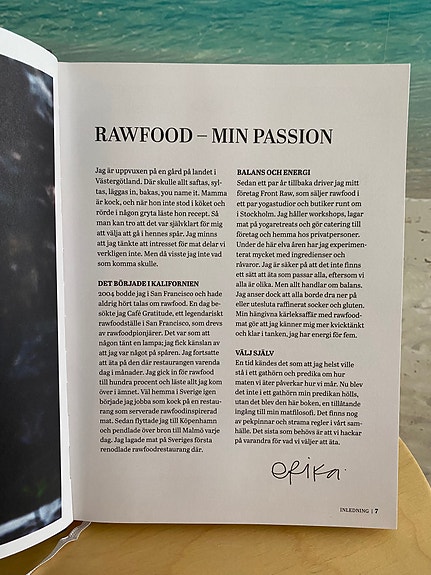 RAWFOOD – MIN PASSION
Jag är uppvuxen på en gård på landet i
Västergötland. Där skulle allt saftas, syl-
tas, läggas in, bakas, you name it. Mamma
är kock, och när hon inte stod i köket och
rörde i någon gryta läste hon recept. Så
man kan tro att det var självklart för mig
att välja att gå i hennes spår. Jag minns
att jag tänkte att intresset för mat delar vi
verkligen inte. Men då visste jag inte vad
som komma skulle.
DET BÖRJADE I KALIFORNIEN
2004 bodde jag i San Francisco och hade
aldrig hört talas om rawfood. En dag be-
sökte jag Café Gratitude, ett legendariskt
rawfoodställe i San Francisco, som drevs
av rawfoodpionjärer. Det var som att
någon tänt en lampa; jag fick känslan av
att jag var något på spåren. Jag fortsatte
att äta på den där restaurangen varenda
dag i månader. Jag gick in för rawfood
till hundra procent och läste allt jag kom
över i ämnet. Väl hemma i Sverige igen
började jag jobba som kock på en restau-
rang som serverade rawfoodinspirerad
mat. Sedan flyttade jag till Köpenhamn
och pendlade över bron till Malmö varje
dag. Jag lagade mat på Sveriges första
renodlade rawfoodrestaurang där.
BALANS OCH ENERGI
Sedan ett par år tillbaka driver jag mitt
företag Front Raw, som säljer rawfood i
ett par yogastudior och butiker runt om
i Stockholm. Jag håller workshops, lagar
mat på yogaretreats och gör catering till
företag och hemma hos privatpersoner.
Under de här elva åren har jag experimen-
terat mycket med ingredienser och
råvaror. Jag är säker på att det inte finns
ett sätt att äta som passar alla, eftersom vi
alla är olika. Men allt handlar om balans.
Jag anser dock att alla borde dra ner på
eller utesluta raffinerat socker och gluten.
Min hängivna kärleksaffär med rawfood-
mat gör att jag känner mig mer kvicktänkt
och klar i tanken, jag har energi för fem.
VÄLJ SJÄLV
En tid kändes det som att jag helst ville
stå i ett gathörn och predika om hur
maten vi äter påverkar hur vi mår. Nu blev
det inte i ett gathörn min predikan hölls,
utan det blev den här boken, en tillåtande
ingång till min matfilosofi. Det finns nog
av pekpinnar och strama regler i vårt sam-
hälle. Det sista som behövs är att vi hackar
på varandra för vad vi väljer att äta.
Erika
INLEDNING | 7